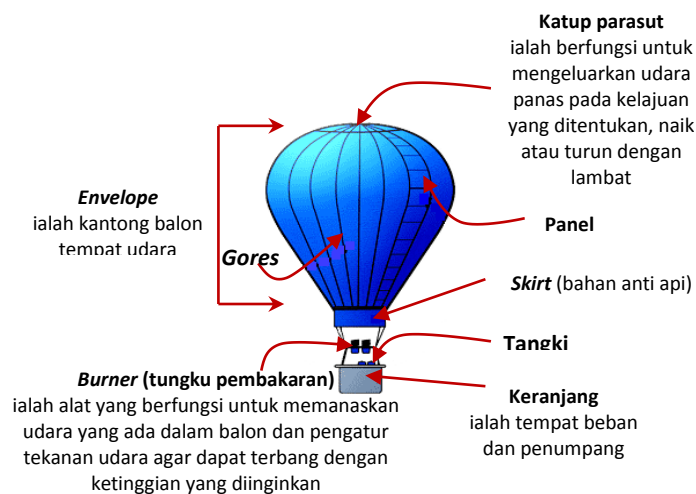 Katup parasut
ialah berfungsi untuk
mengeluarkan udara
panas pada kelajuan
yang ditentukan, naik
atau turun dengan
lambat
Envelope
ialah kantong balon
tempat udara
Gores
Panel
Skirt (bahan anti api)
Tangki
Burner (tungku pembakaran)
ialah alat yang berfungsi untuk memanaskan
udara yang ada dalam balon dan pengatur
tekanan udara agar dapat terbang dengan
ketinggian yang diinginkan
Keranjang
ialah tempat beban
dan penumpang